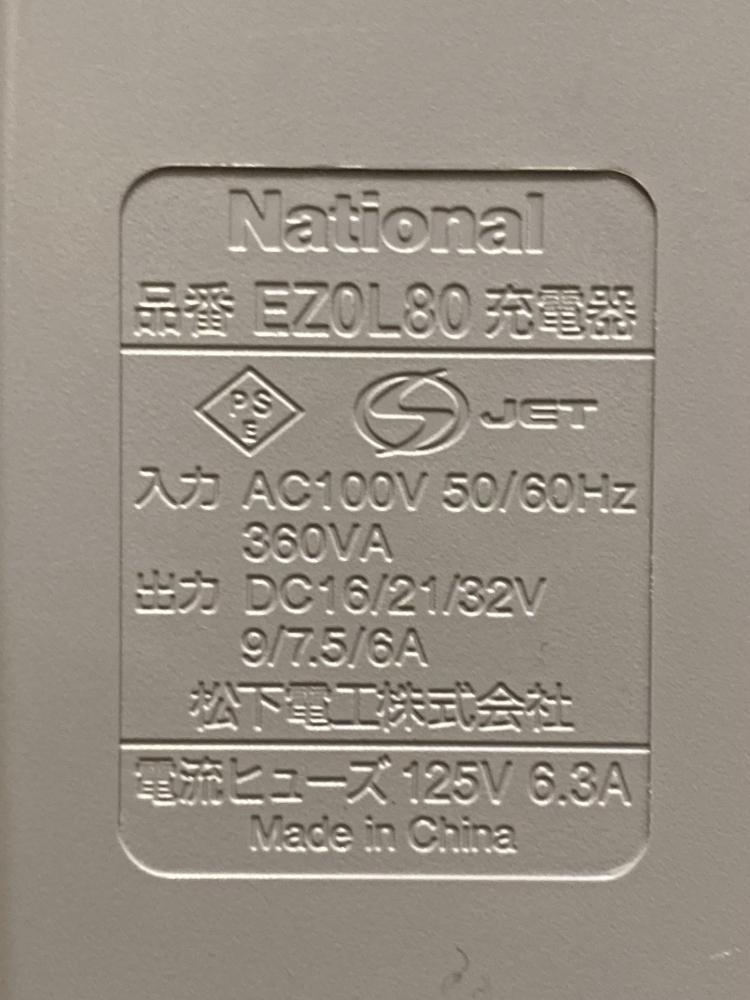 National
品番 EZ0L80 充電器
PSE JET
入力 AC100V 50/60Hz
360VA
出力 DC16/21/32V
9/7.5/6A
松下電工株式会社
電流ヒューズ 125V 6.3A
Made in China